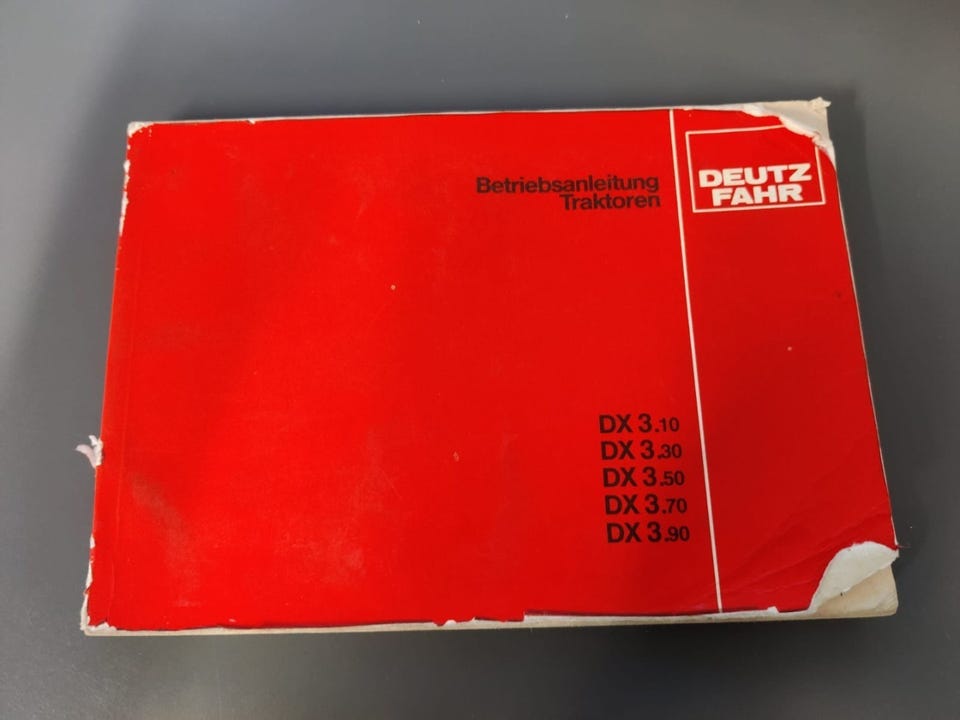 Betriebsanleitung
Traktoren
DEUTZ
FAHR
DX 3.10
DX 3.30
DX 3.50
DX 3.70
DX 3.90